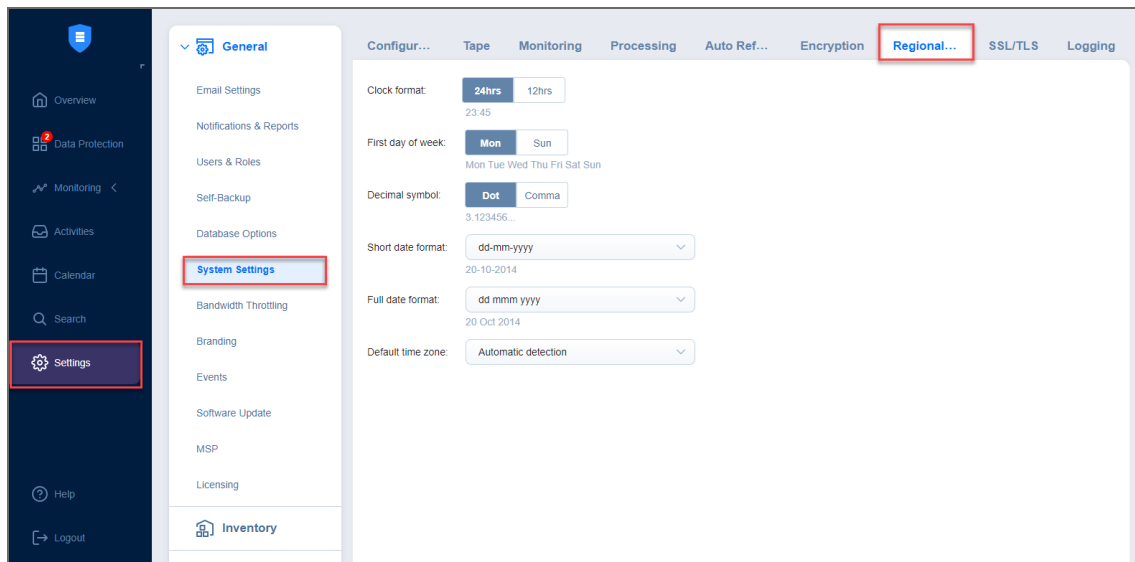 Overview
2
Data Protection
Monitoring
Activities
Calendar
Search
Settings
Help
Logout
General
Email Settings
Notifications & Reports
Users & Roles
Self-Backup
Database Options
System Settings
Bandwidth Throttling
Branding
Events
Software Update
MSP
Licensing
Inventory
Configur... Tape Monitoring Processing Auto Ref... Encryption Regional... SSL/TLS Logging
Clock format: 24hrs 12hrs
23:45
First day of week: Mon Sun
Mon Tue Wed Thu Fri Sat Sun
Decimal symbol: Dot Comma
3.123456...
Short date format: dd-mm-yyyy
20-10-2014
Full date format: dd mmm yyyy
20 Oct 2014
Default time zone: Automatic detection